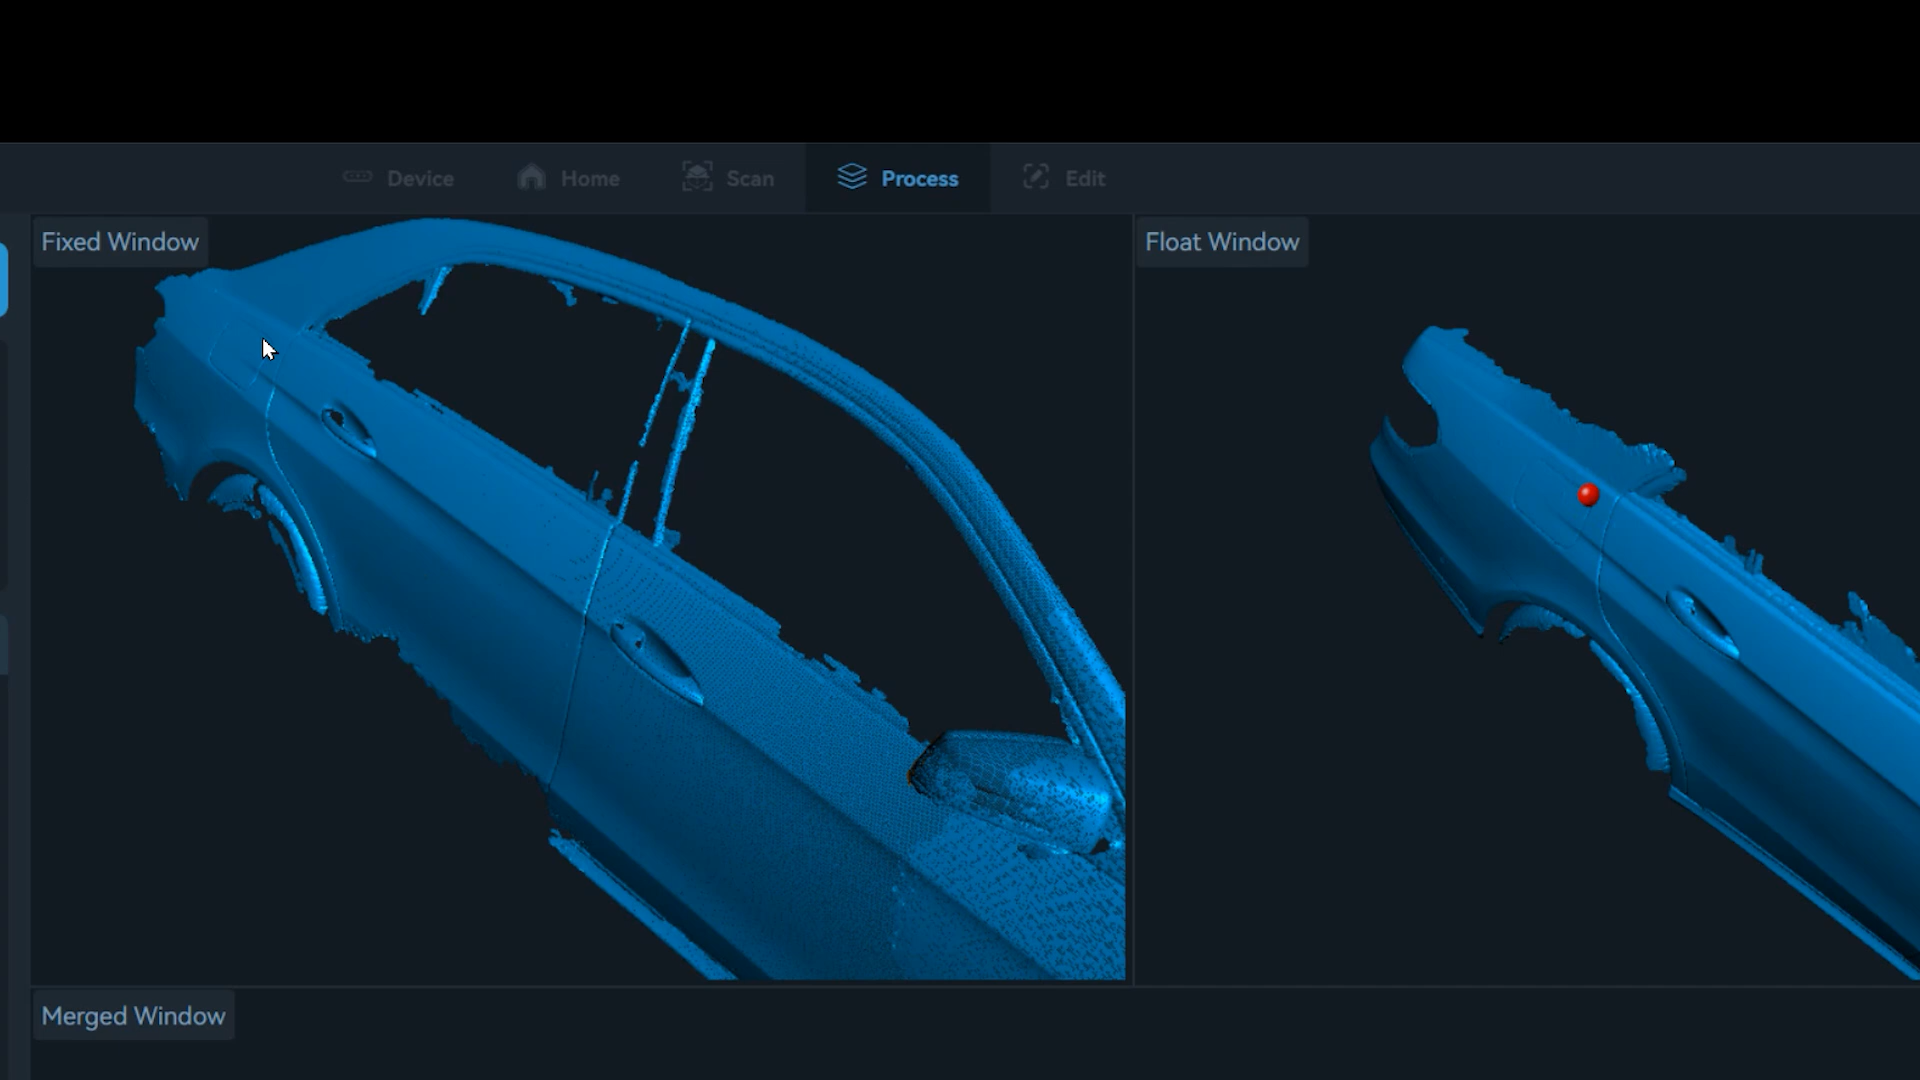 Device
Home
Scan
Process
Edit
Fixed Window
Float Window
Merged Window